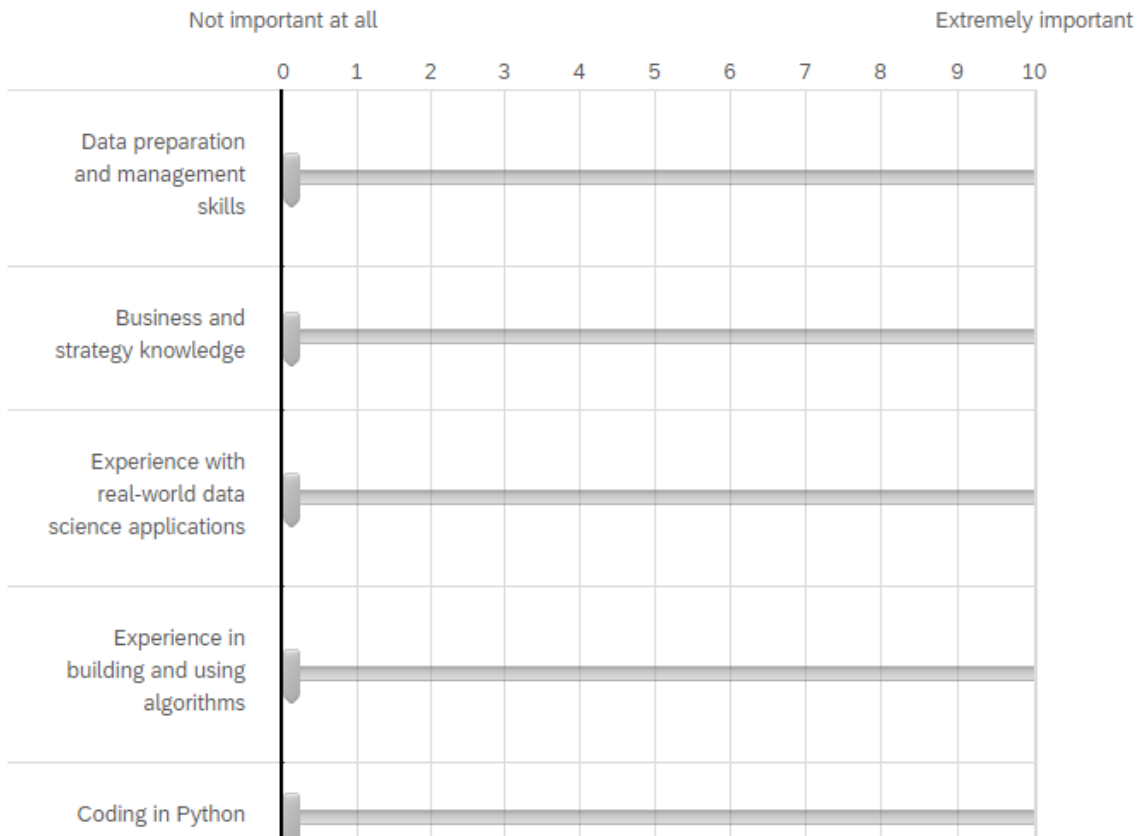 Not important at all Extremely important
0 1 2 3 4 5 6 7 8 9 10
Data preparation
and management
skills
Business and
strategy knowledge
Experience with
real-world data
science applications
Experience in
building and using
algorithms
Coding in Python